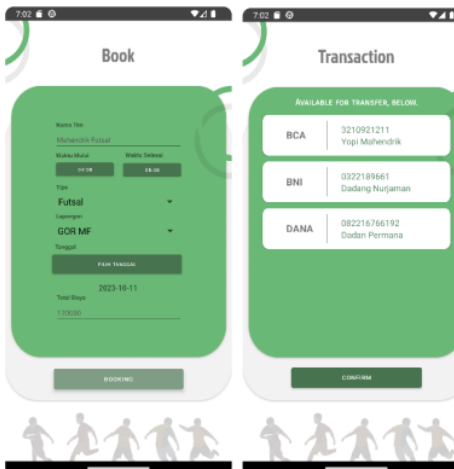 7:02
Book
Nama Tim
Mahendrik Futsal
Waktu Mulai
Waktu Selesai
Tipe
Futsal
Lapangan
GOR MF
Tanggal
PILIH TANGGAL
2023-10-11
Total Biaya
120000
BOOKING
7:02
Transaction
AVAILABLE FOR TRANSFER, BELOW.
BCA
3210921211
Yopi Mahendrik
BNI
0322189661
Dadang Nurjaman
DANA
082216766192
Dadan Permana
CONFIRM